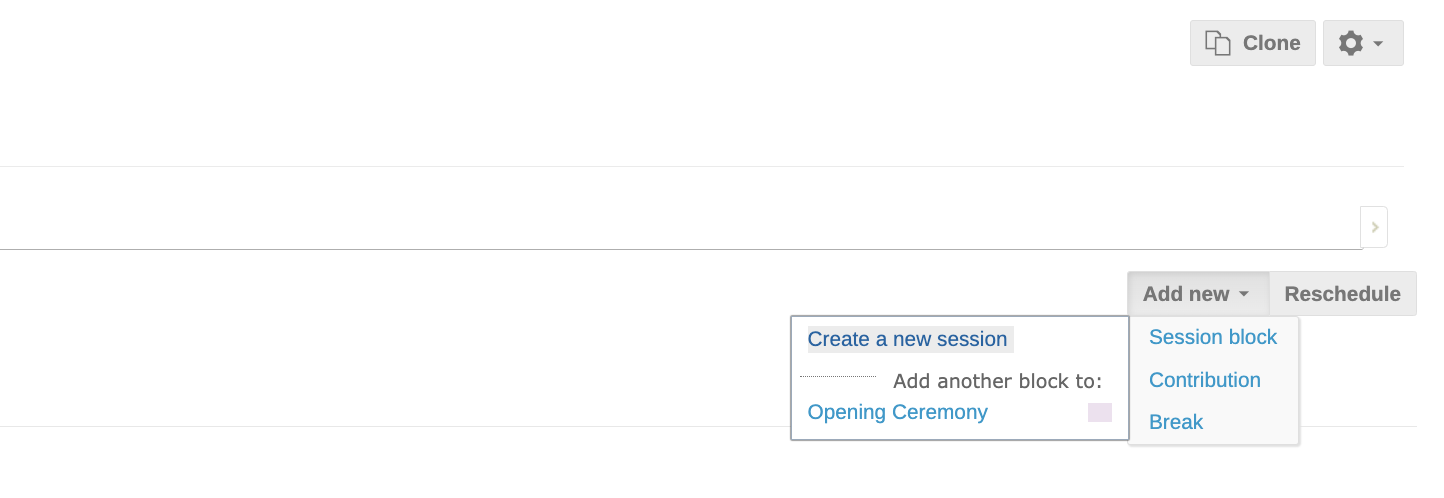 Clone
Add new Reschedule
Create a new session
Add another block to:
Opening Ceremony
Session block
Contribution
Break